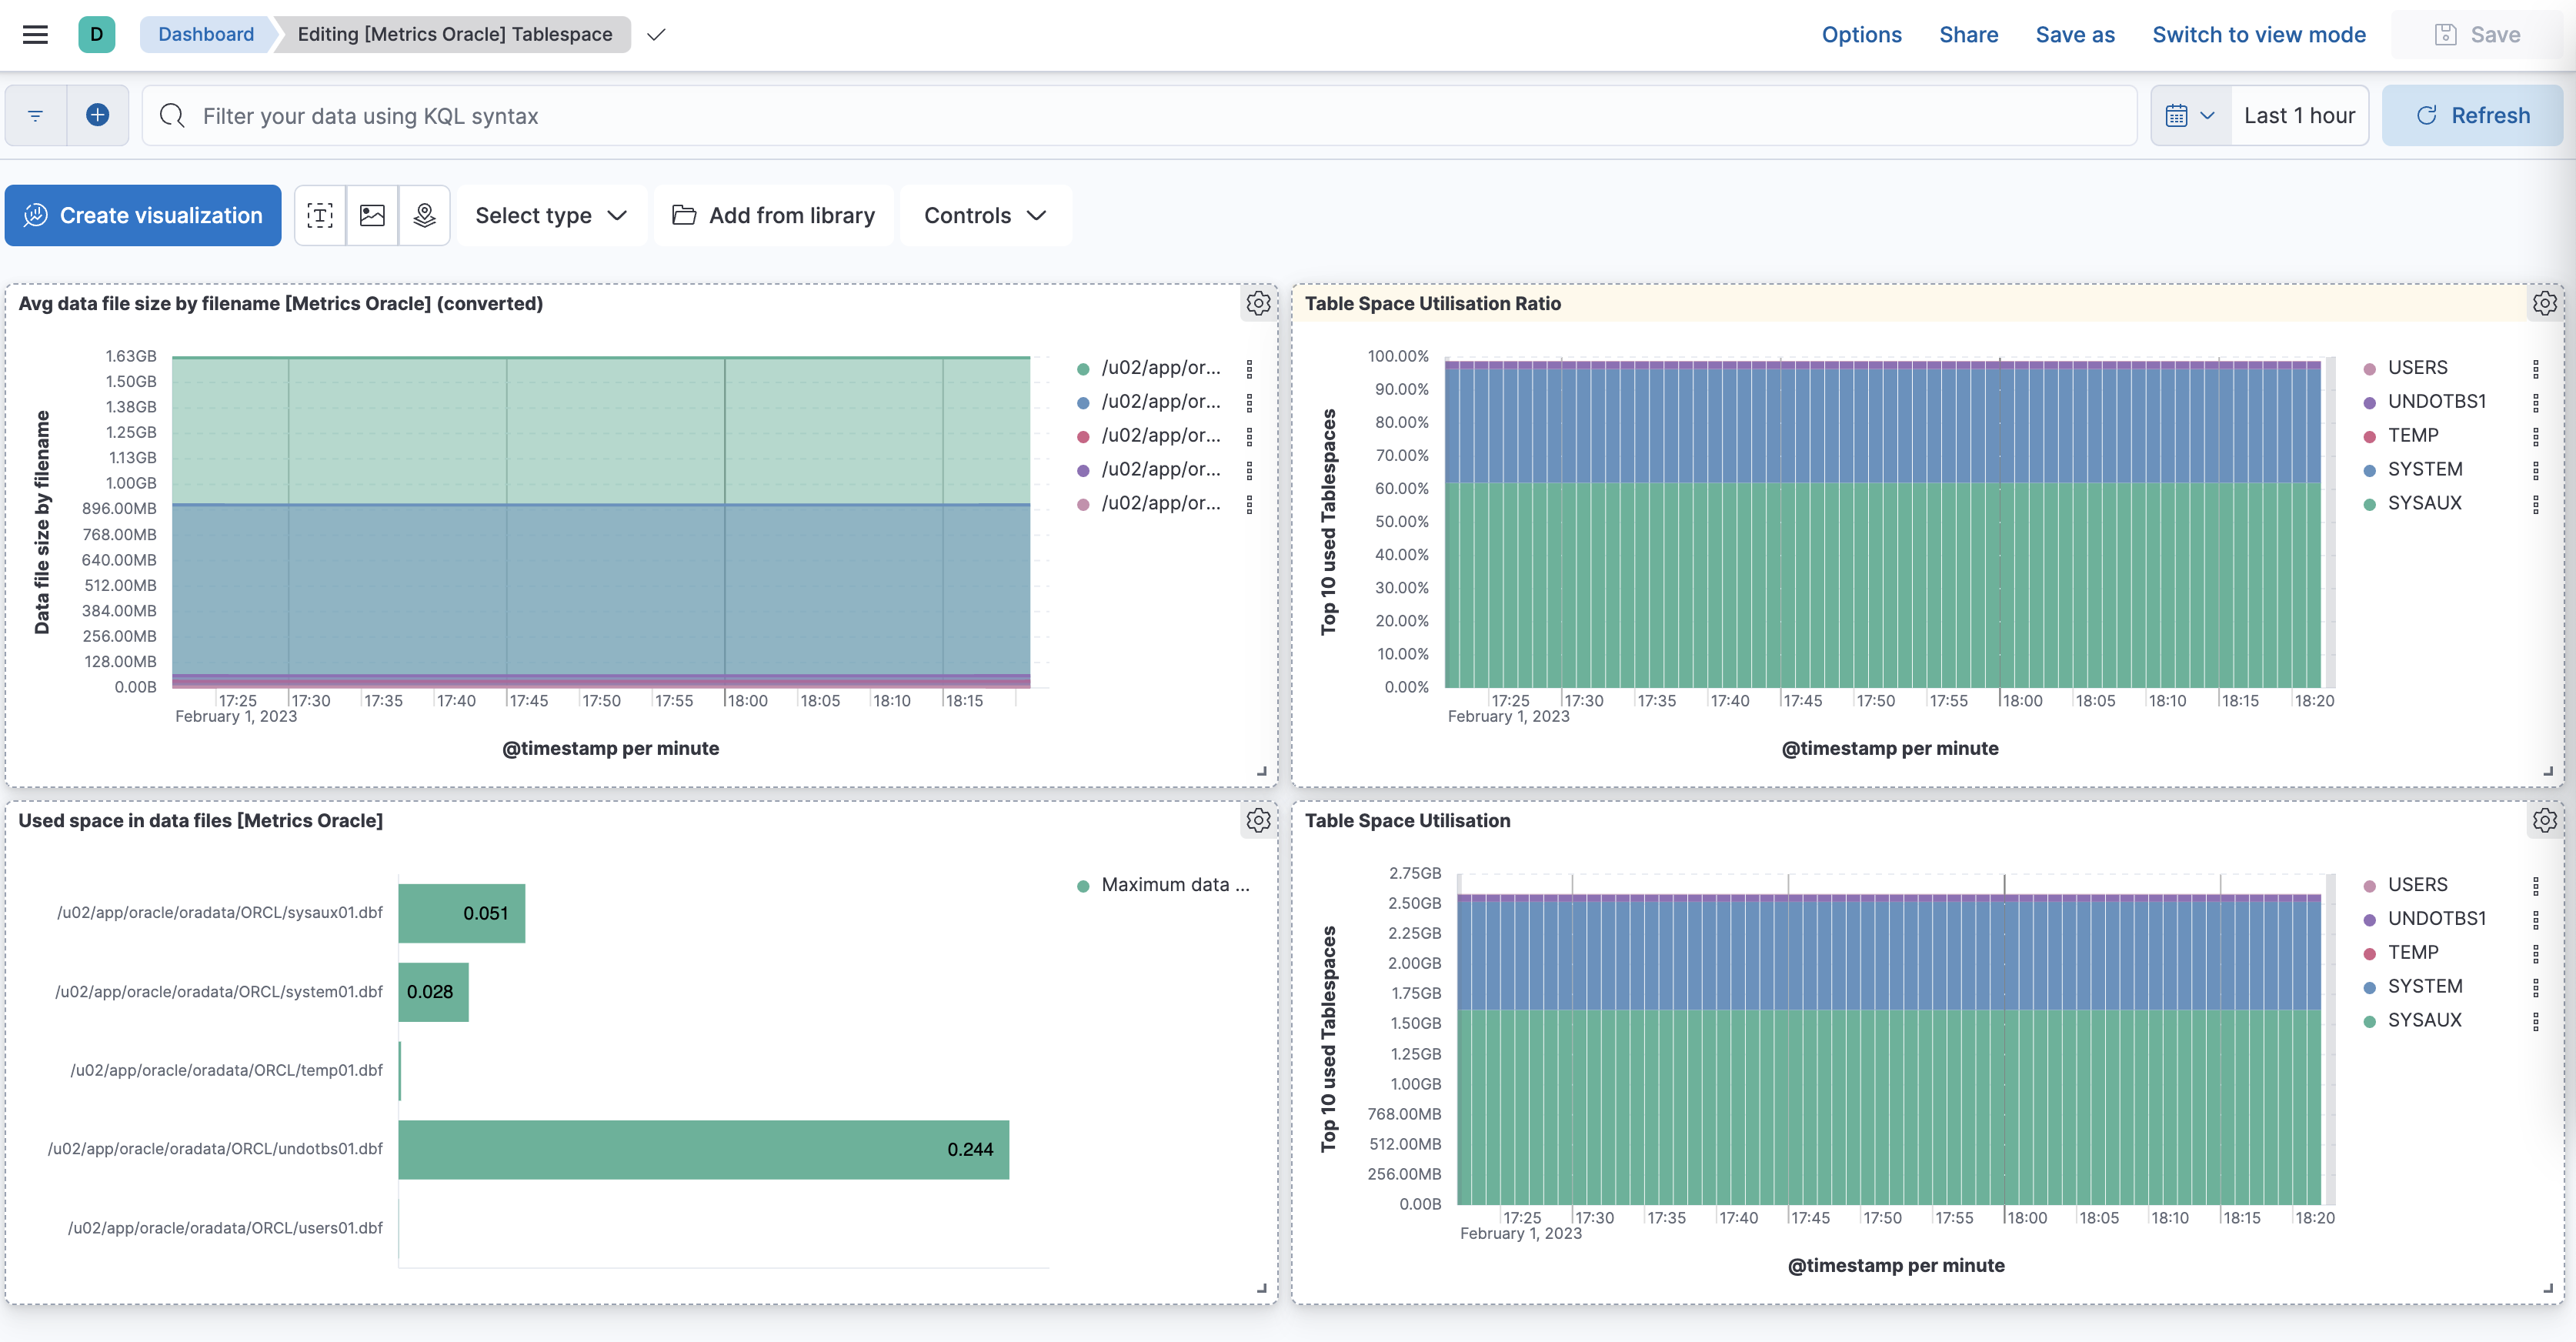 D Dashboard Editing [Metrics Oracle] Tablespace Options Share Save as Switch to view mode Save
Filter your data using KQL syntax Last 1 hour Refresh
Create visualization Select type Add from library Controls
Avg data file size by filename [Metrics Oracle] (converted)
Data file size by filename
1.63GB
1.50GB
1.38GB
1.25GB
1.13GB
1.00GB
896.00MB
768.00MB
640.00MB
512.00MB
384.00MB
256.00MB
128.00MB
0.00B
17:25 17:30 17:35 17:40 17:45 17:50 17:55 18:00 18:05 18:10 18:15
February 1, 2023
@timestamp per minute
/u02/app/or...
/u02/app/or...
/u02/app/or...
/u02/app/or...
/u02/app/or...
Table Space Utilisation Ratio
Top 10 used Tablespaces
100.00%
90.00%
80.00%
70.00%
60.00%
50.00%
40.00%
30.00%
20.00%
10.00%
0.00%
17:25 17:30 17:35 17:40 17:45 17:50 17:55 18:00 18:05 18:10 18:15 18:20
February 1, 2023
@timestamp per minute
USERS
UNDOTBS1
TEMP
SYSTEM
SYSAUX
Used space in data files [Metrics Oracle]
/u02/app/oracle/oradata/ORCL/sysaux01.dbf 0.051
/u02/app/oracle/oradata/ORCL/system01.dbf 0.028
/u02/app/oracle/oradata/ORCL/temp01.dbf
/u02/app/oracle/oradata/ORCL/undotbs01.dbf 0.244
/u02/app/oracle/oradata/ORCL/users01.dbf
Maximum data ...
Table Space Utilisation
Top 10 used Tablespaces
2.75GB
2.50GB
2.25GB
2.00GB
1.75GB
1.50GB
1.25GB
1.00GB
768.00MB
512.00MB
256.00MB
0.00B
17:25 17:30 17:35 17:40 17:45 17:50 17:55 18:00 18:05 18:10 18:15 18:20
February 1, 2023
@timestamp per minute
USERS
UNDOTBS1
TEMP
SYSTEM
SYSAUX